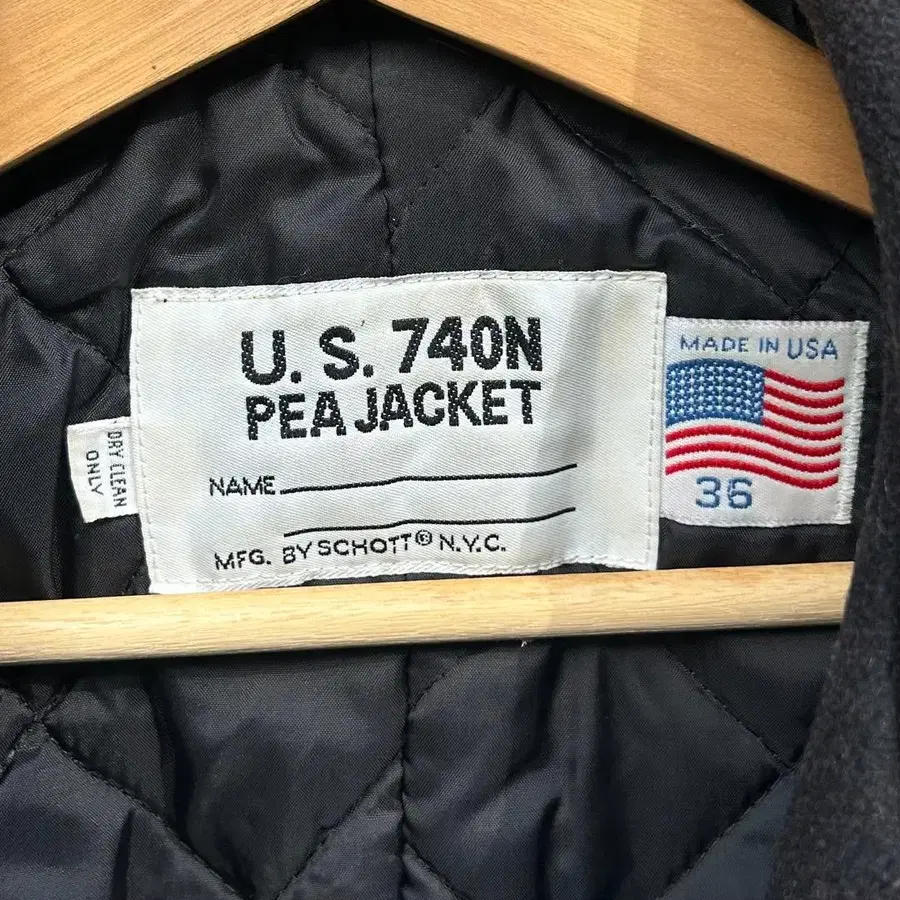 U. S. 740N
PEA JACKET
NAME
MFG. BY SCHOTT® N.Y.C.
DRY CLEAN
ONLY
MADE IN USA
36